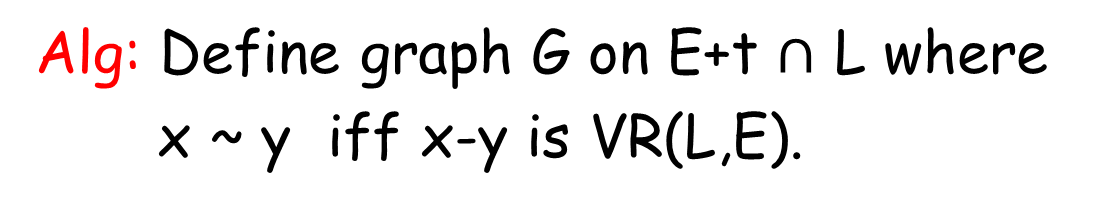 Alg: Define graph G on E+t ∩ L where
x ~ y iff x-y is VR(L,E).